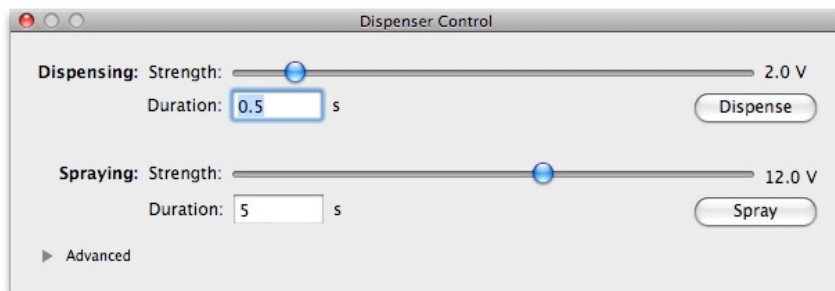 Dispenser Control
Dispensing: Strength: 2.0 V
Duration: 0.5 s Dispense
Spraying: Strength: 12.0 V
Duration: 5 s Spray
Advanced